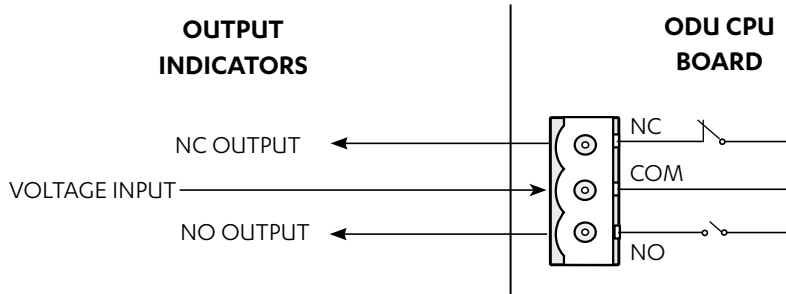 OUTPUT
INDICATORS
ODU CPU
BOARD
NC OUTPUT
NC
VOLTAGE INPUT
COM
NO OUTPUT
NO